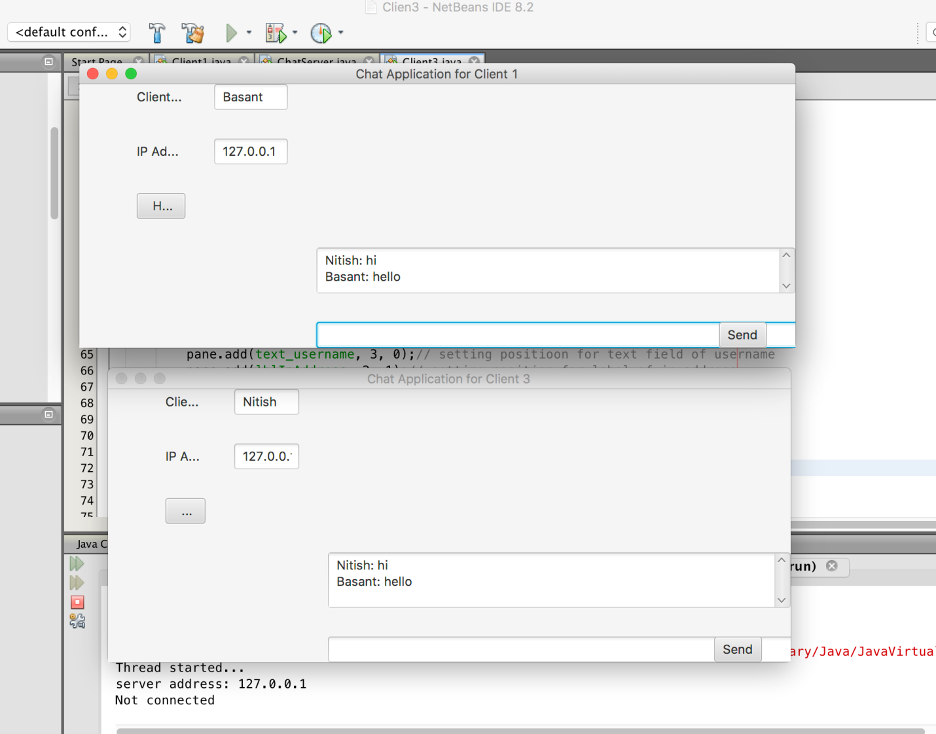 Clien3 - NetBeans IDE 8.2
<default conf...
Start Page Client1.java ChatServer.java Client3.java
Chat Application for Client 1
Client... Basant
IP Ad... 127.0.0.1
H...
Nitish: hi
Basant: hello
Send
65 pane.add(text_username, 3, 0);// setting positioon for text field of username
66
67
68
69
70
71
72
73
74
75
Chat Application for Client 3
Clie... Nitish
IP A... 127.0.0.
...
Nitish: hi
Basant: hello
Send
Java C
run)
ary/Java/JavaVirtua
Thread started...
server address: 127.0.0.1
Not connected